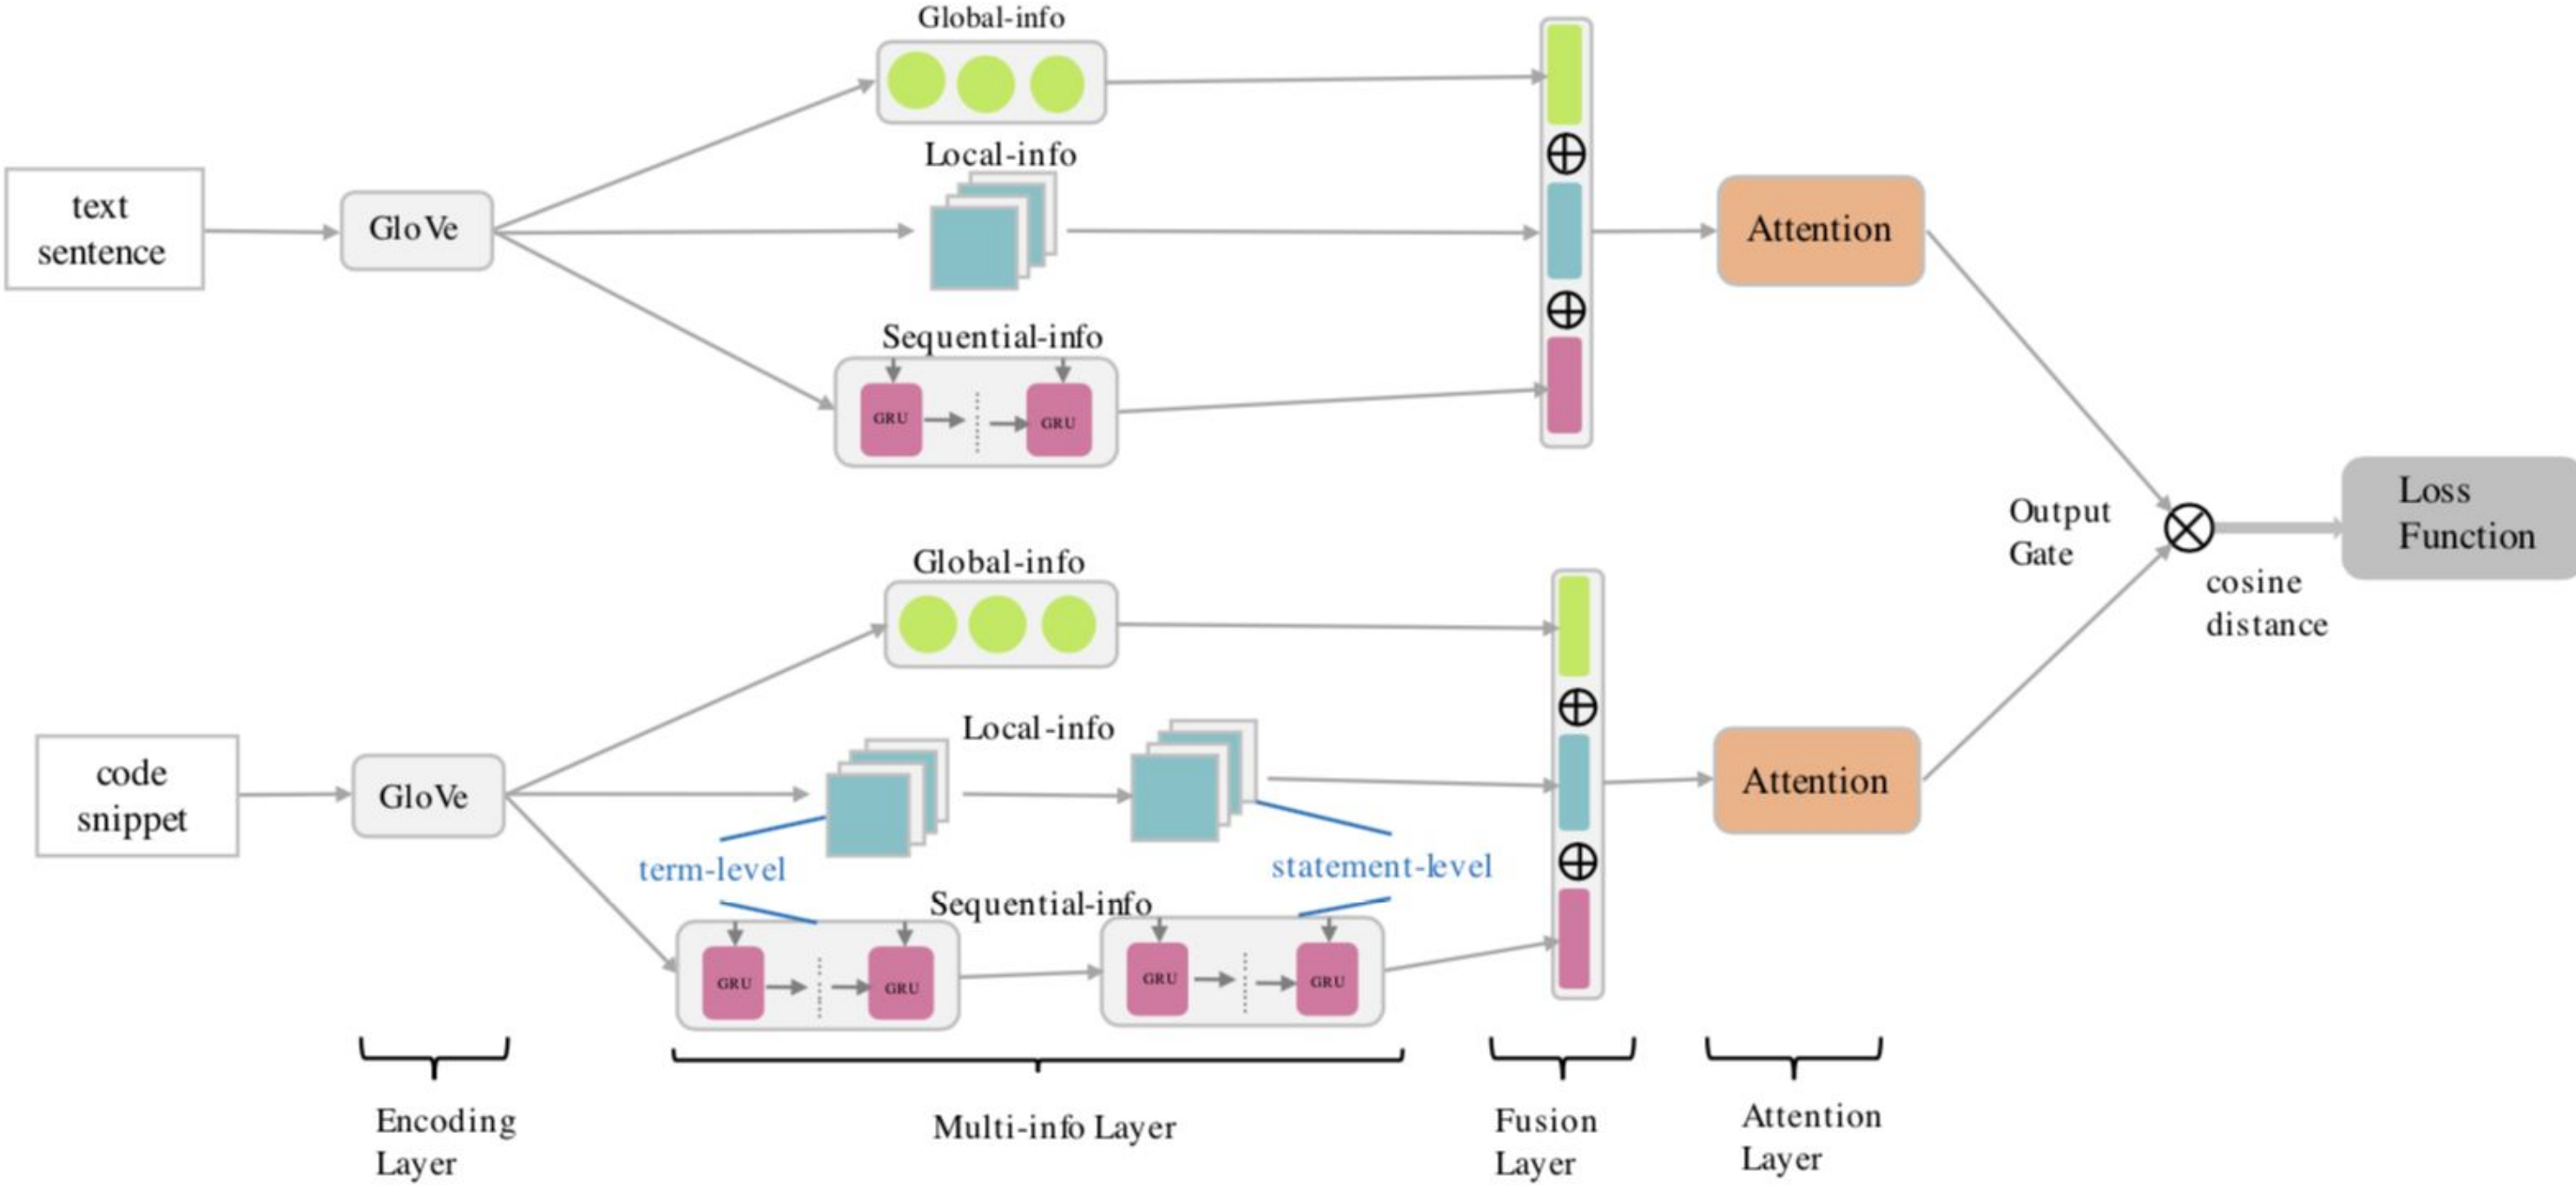 Global-info
Local-info
text
sentence
GloVe
Attention
Sequential-info
GRU
GRU
Output
Gate
Loss
Function
cosine
distance
Global-info
Local-info
code
snippet
GloVe
Attention
term-level
statement-level
Sequential-info
GRU
GRU
GRU
GRU
Encoding
Layer
Multi-info Layer
Fusion
Layer
Attention
Layer